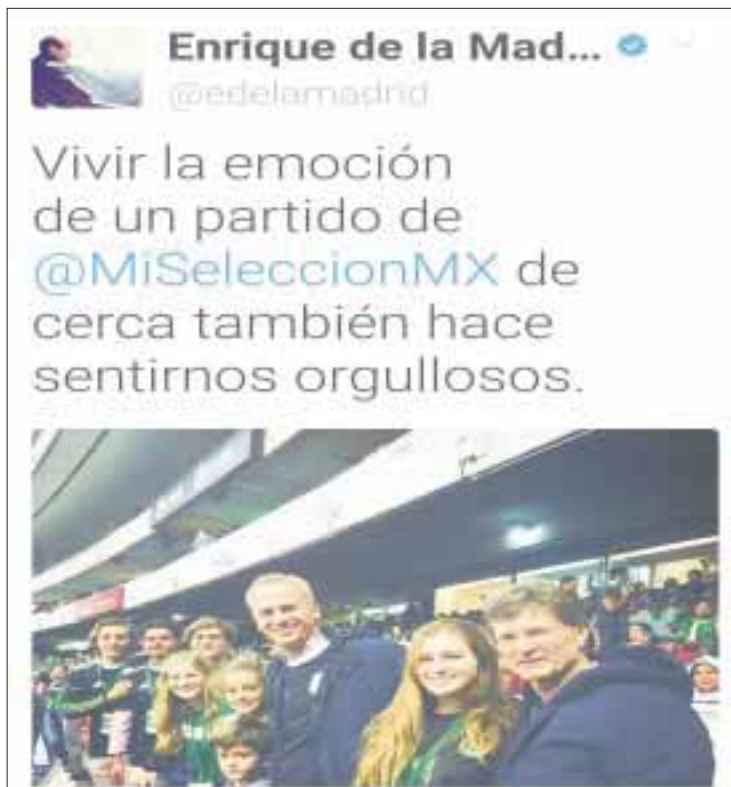 Enrique de la Mad...
@edelamadrid
Vivir la emoción
de un partido de
@MiSeleccionMX de
cerca también hace
sentirnos orgullosos.